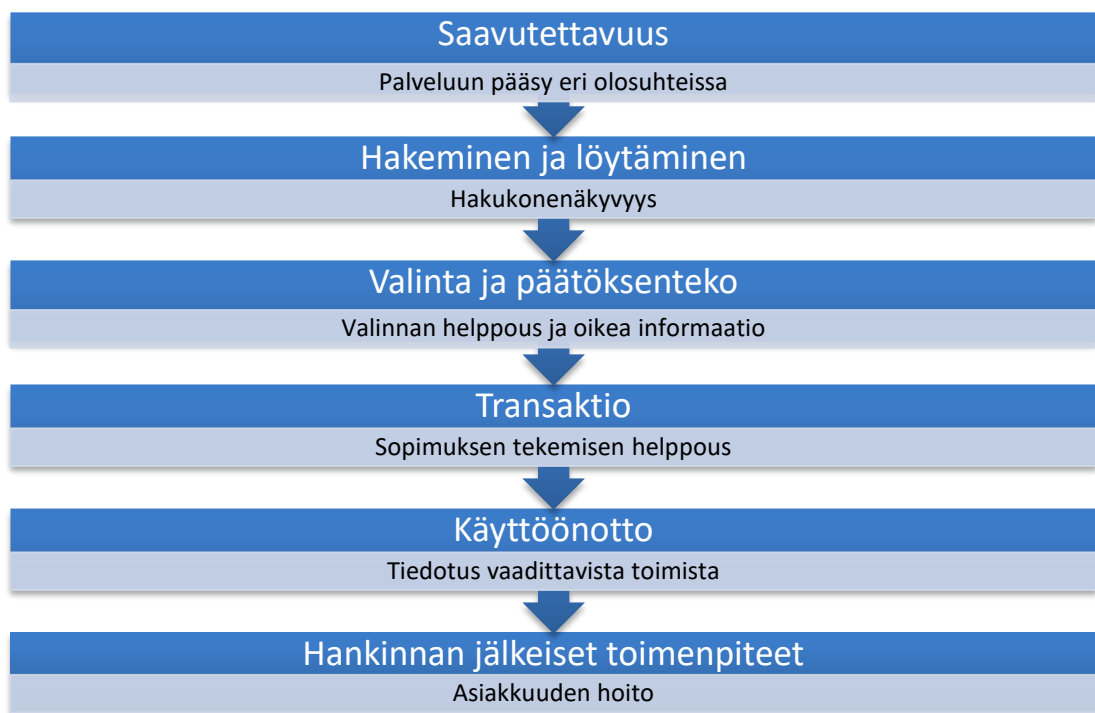 Saavutettavuus
Palveluun pääsy eri olosuhteissa
Hakeminen ja löytäminen
Hakukonenäkyvyys
Valinta ja päätöksenteko
Valinnan helppous ja oikea informaatio
Transaktio
Sopimuksen tekemisen helppous
Käyttöönotto
Tiedotus vaadittavista toimista
Hankinnan jälkeiset toimenpiteet
Asiakkuuden hoito